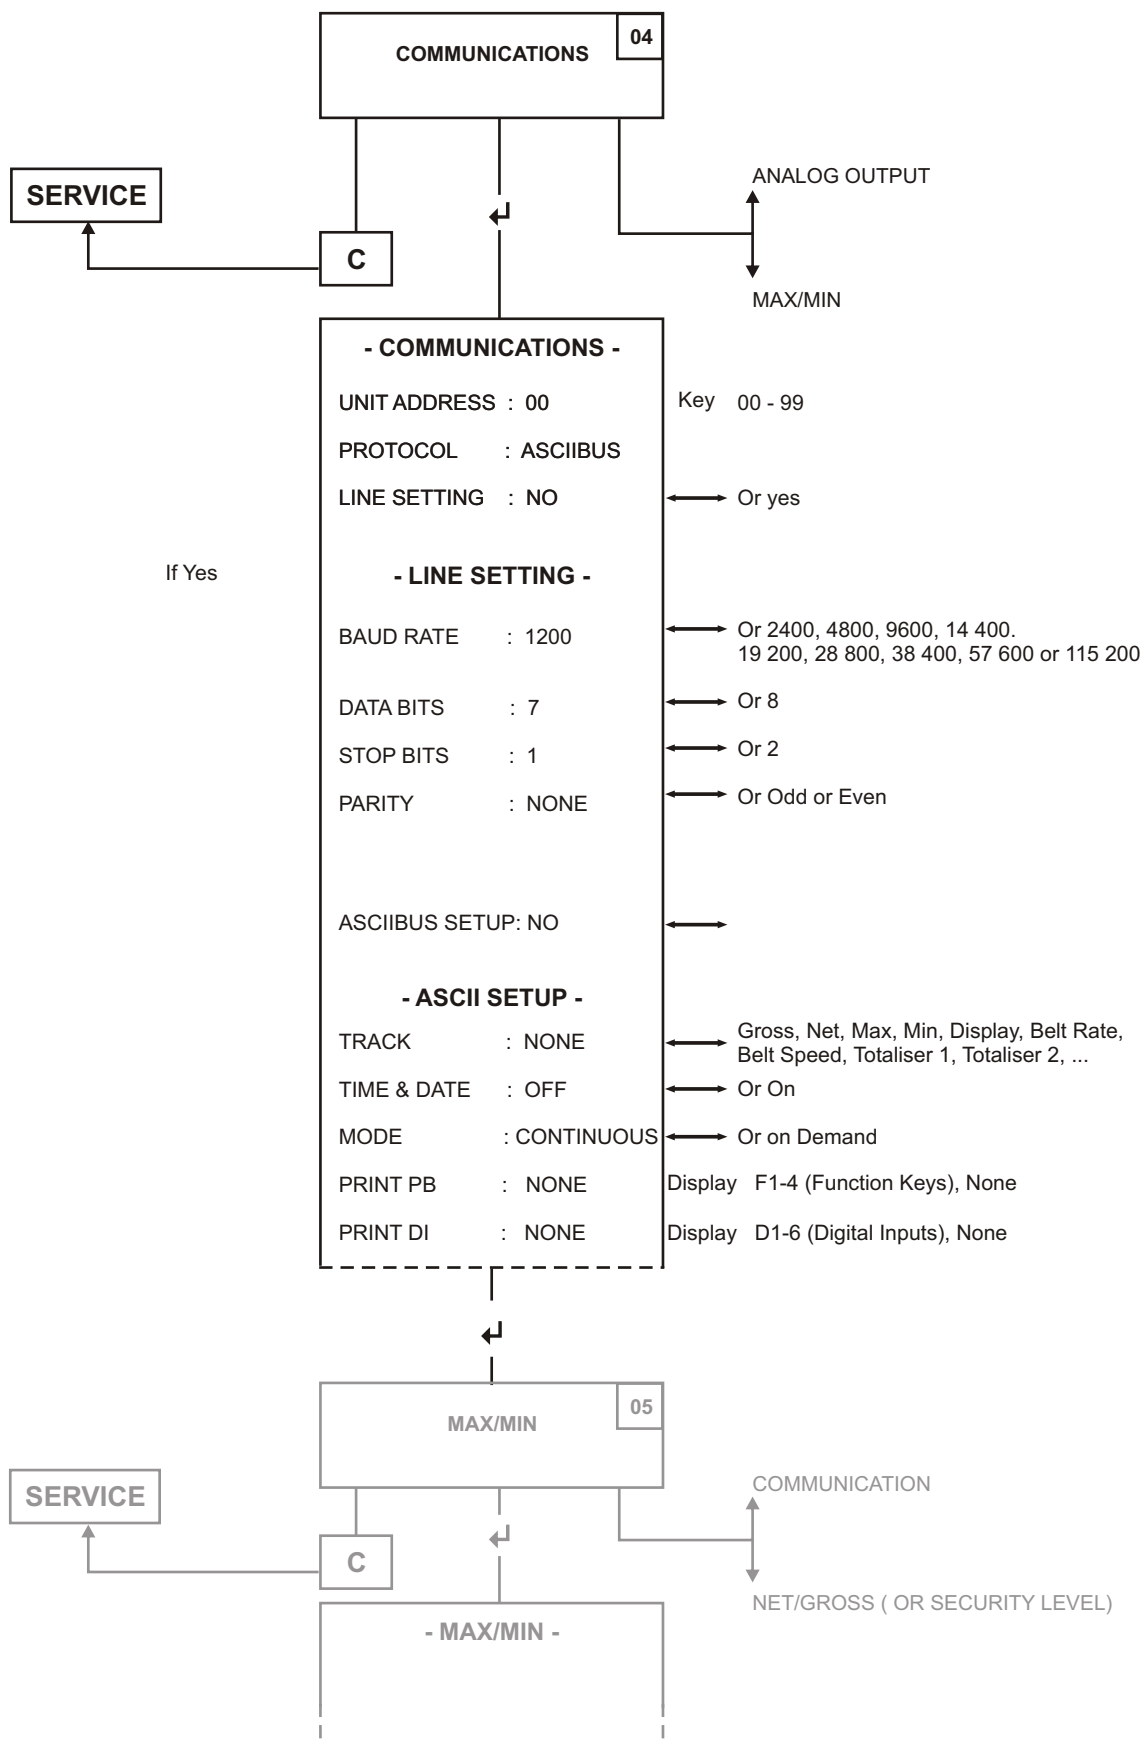 04
COMMUNICATIONS
ANALOG OUTPUT
SERVICE
C
MAX/MIN
- COMMUNICATIONS -
UNIT ADDRESS : 00 Key 00 - 99
PROTOCOL : ASCIIBUS
LINE SETTING : NO Or yes
If Yes
- LINE SETTING -
BAUD RATE : 1200 Or 2400, 4800, 9600, 14 400.
19 200, 28 800, 38 400, 57 600 or 115 200
DATA BITS : 7 Or 8
STOP BITS : 1 Or 2
PARITY : NONE Or Odd or Even
ASCIIBUS SETUP: NO
- ASCII SETUP -
TRACK : NONE Gross, Net, Max, Min, Display, Belt Rate,
Belt Speed, Totaliser 1, Totaliser 2, ...
TIME & DATE : OFF Or On
MODE : CONTINUOUS Or on Demand
PRINT PB : NONE Display F1-4 (Function Keys), None
PRINT DI : NONE Display D1-6 (Digital Inputs), None
05
MAX/MIN
COMMUNICATION
SERVICE
C
NET/GROSS ( OR SECURITY LEVEL)
- MAX/MIN -